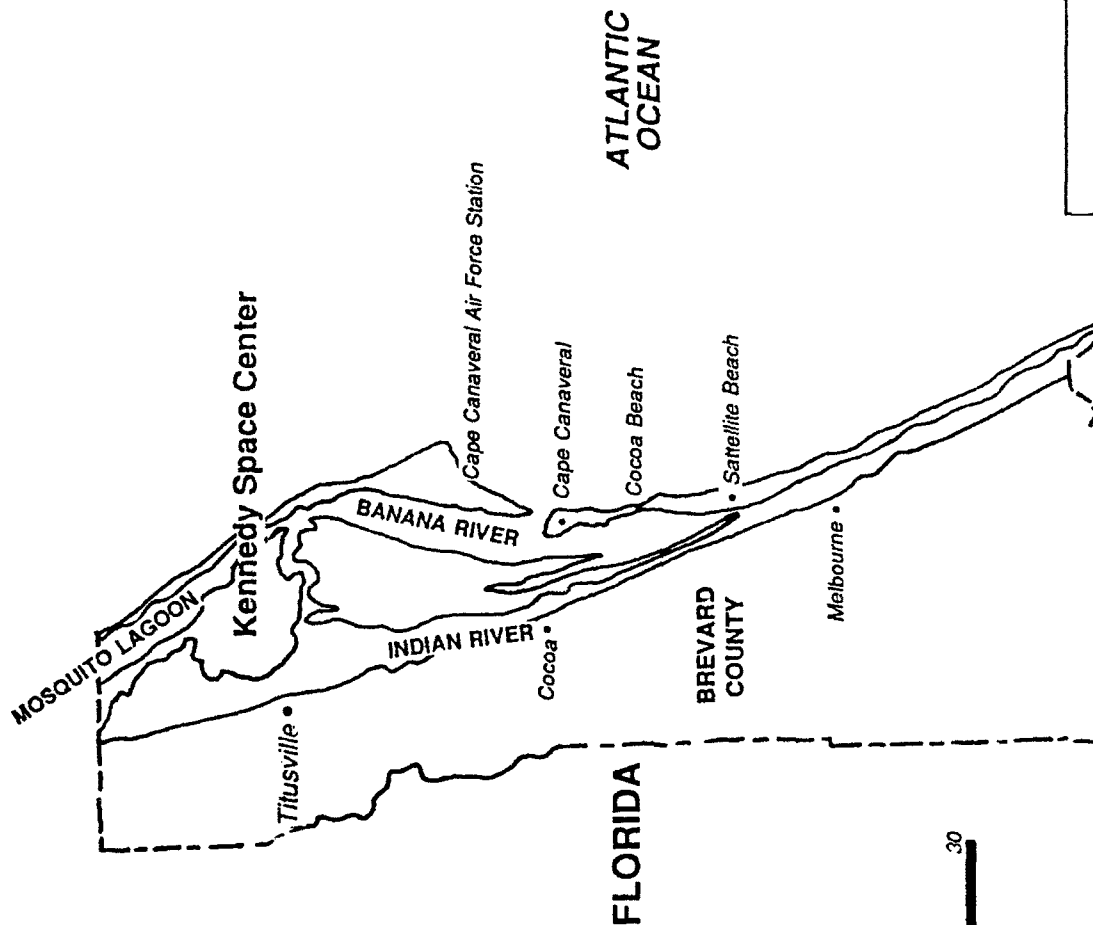 MOSQUITO LAGOON
Kennedy Space Center
Titusville
BANANA RIVER
Cape Canaveral Air Force Station
INDIAN RIVER
Cocoa
Cape Canaveral
Cocoa Beach
ATLANTIC
OCEAN
FLORIDA
BREVARD
COUNTY
Sattellite Beach
Melbourne
30